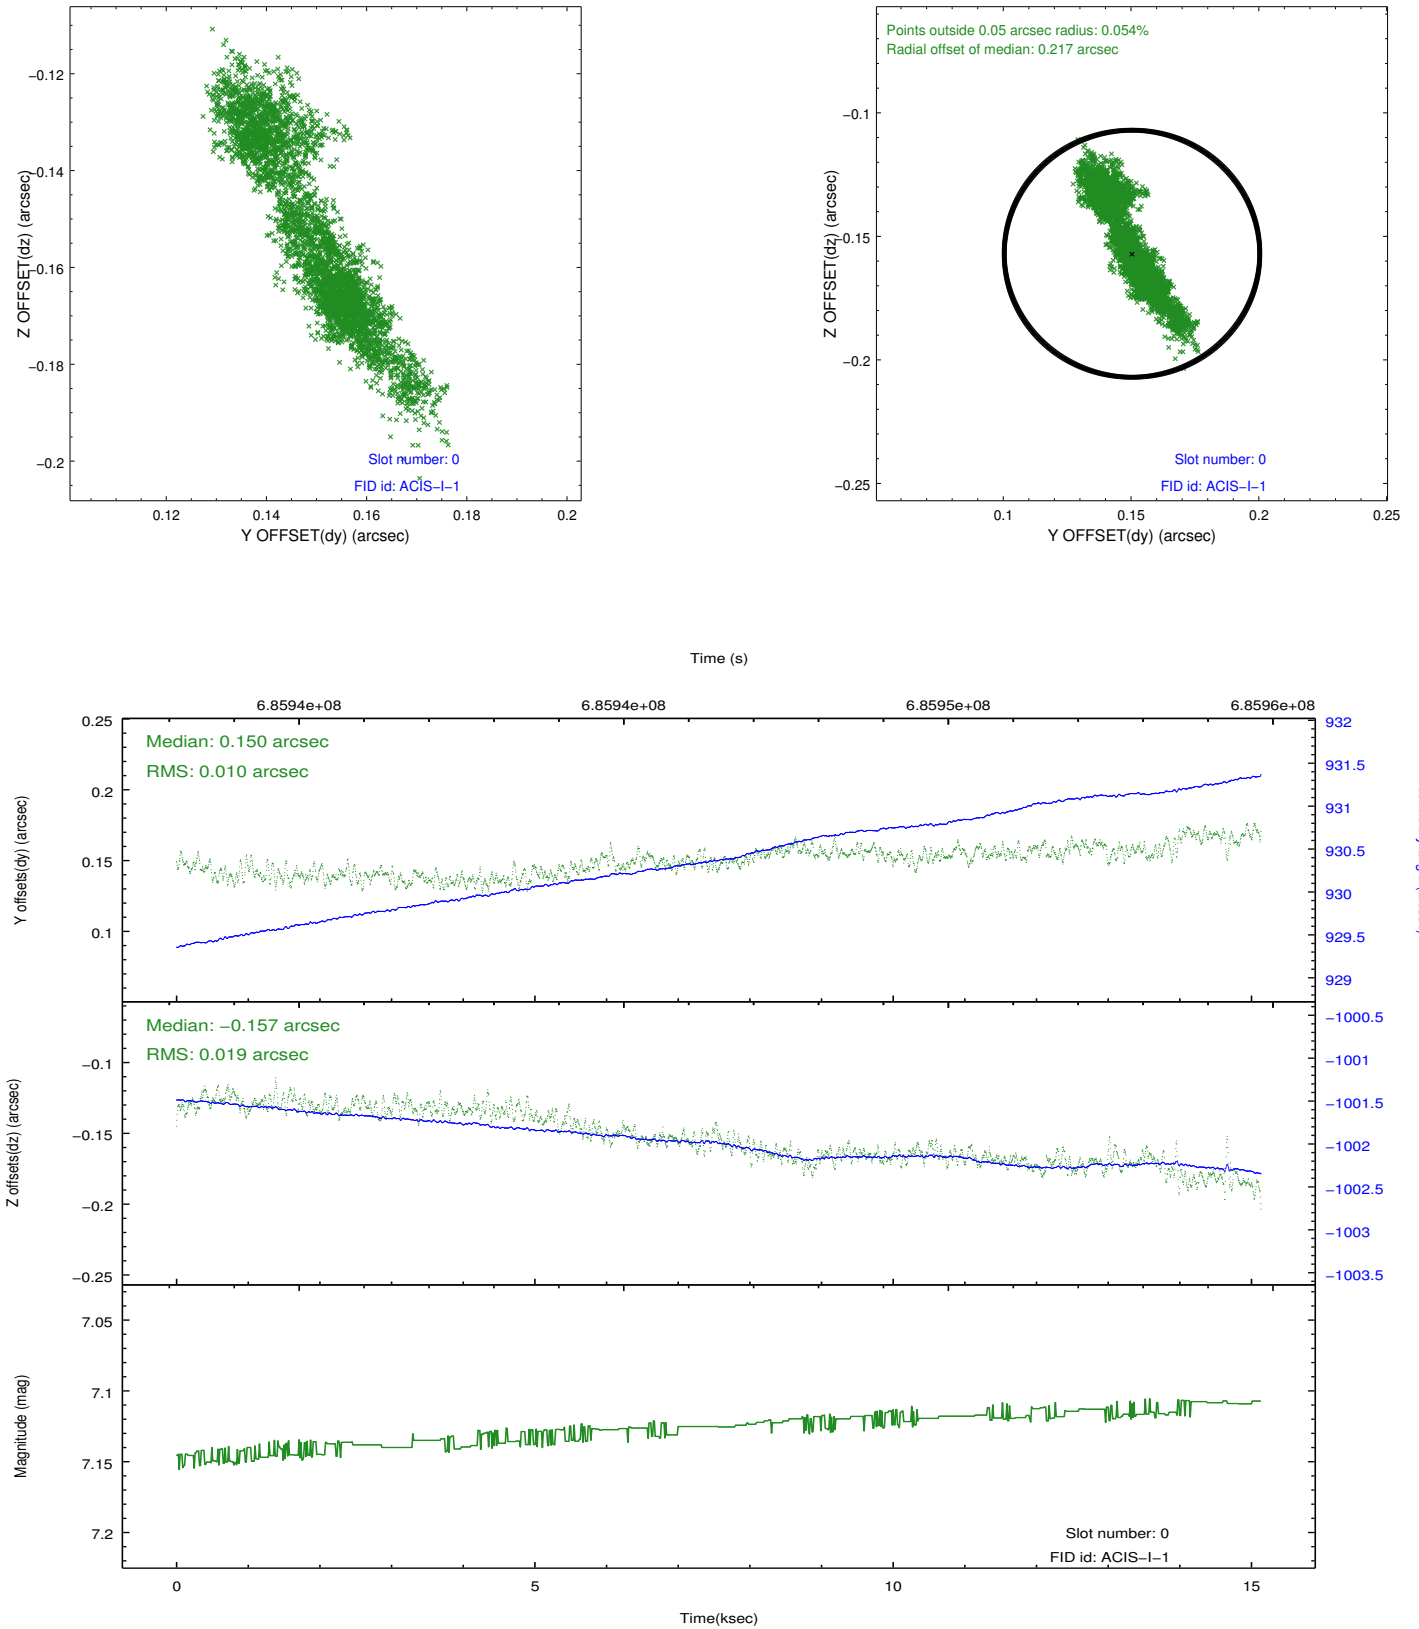 −0.12
−0.14
−0.16
−0.18
−0.2
Z OFFSET(dz) (arcsec)
Slot number: 0
FID id: ACIS−I−1
0.12
0.14
0.16
0.18
0.2
Y OFFSET(dy) (arcsec)
Points outside 0.05 arcsec radius: 0.054%
Radial offset of median: 0.217 arcsec
−0.1
−0.15
−0.2
−0.25
Z OFFSET(dz) (arcsec)
Slot number: 0
FID id: ACIS−I−1
0.1
0.15
0.2
0.25
Y OFFSET(dy) (arcsec)
Time (s)
6.8594e+08
6.8594e+08
6.8595e+08
6.8596e+08
Median: 0.150 arcsec
RMS: 0.010 arcsec
0.25
0.2
0.15
0.1
Y offsets(dy) (arcsec)
932
931.5
931
930.5
930
929.5
929
Median: −0.157 arcsec
RMS: 0.019 arcsec
−0.1
−0.15
−0.2
−0.25
Z offsets(dz) (arcsec)
−1000.5
−1001
−1001.5
−1002
−1002.5
−1003
−1003.5
7.05
7.1
7.15
7.2
Magnitude (mag)
Slot number: 0
FID id: ACIS−I−1
0
5
10
15
Time(ksec)